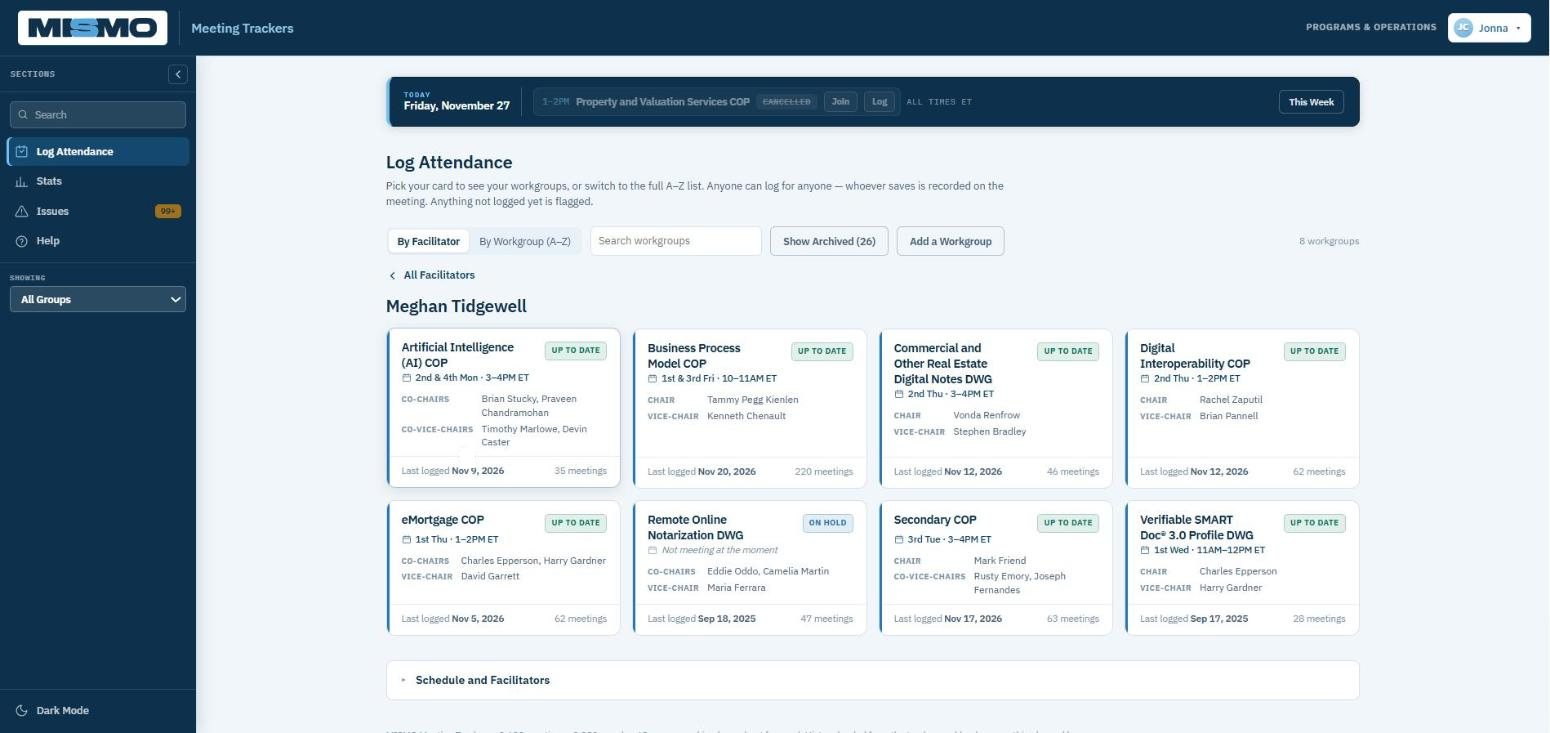 MISMO
Meeting Trackers
PROGRAMS & OPERATIONS
JC Jonna
SECTIONS
Search
Log Attendance
Stats
Issues 99+
Help
SHOWING
All Groups
Dark Mode
TODAY
Friday, November 27
1–2PM Property and Valuation Services COP CANCELLED Join Log ALL TIMES ET
This Week
Log Attendance
Pick your card to see your workgroups, or switch to the full A–Z list. Anyone can log for anyone — whoever saves is recorded on the
meeting. Anything not logged yet is flagged.
By Facilitator By Workgroup (A–Z) Search workgroups Show Archived (26) Add a Workgroup 8 workgroups
All Facilitators
Meghan Tidgewell
Artificial Intelligence
(AI) COP
UP TO DATE
2nd & 4th Mon · 3–4PM ET
CO-CHAIRS Brian Stucky, Praveen
Chandramohan
CO-VICE-CHAIRS Timothy Marlowe, Devin
Caster
Last logged Nov 9, 2026 35 meetings
Business Process
Model COP
UP TO DATE
1st & 3rd Fri · 10–11AM ET
CHAIR Tammy Pegg Kienlen
VICE-CHAIR Kenneth Chenault
Last logged Nov 20, 2026 220 meetings
Commercial and
Other Real Estate
Digital Notes DWG
UP TO DATE
2nd Thu · 3–4PM ET
CHAIR Vonda Renfrow
VICE-CHAIR Stephen Bradley
Last logged Nov 12, 2026 46 meetings
Digital
Interoperability COP
UP TO DATE
2nd Thu · 1–2PM ET
CHAIR Rachel Zaputil
VICE-CHAIR Brian Pannell
Last logged Nov 12, 2026 62 meetings
eMortgage COP
UP TO DATE
1st Thu · 1–2PM ET
CO-CHAIRS Charles Epperson, Harry Gardner
VICE-CHAIR David Garrett
Last logged Nov 5, 2026 62 meetings
Remote Online
Notarization DWG
ON HOLD
Not meeting at the moment
CO-CHAIRS Eddie Oddo, Camelia Martin
VICE-CHAIR Maria Ferrara
Last logged Sep 18, 2025 47 meetings
Secondary COP
UP TO DATE
3rd Tue · 3–4PM ET
CHAIR Mark Friend
CO-VICE-CHAIRS Rusty Emory, Joseph
Fernandes
Last logged Nov 17, 2026 63 meetings
Verifiable SMART
Doc® 3.0 Profile DWG
UP TO DATE
1st Wed · 11AM–12PM ET
CHAIR Charles Epperson
VICE-CHAIR Harry Gardner
Last logged Sep 17, 2025 28 meetings
Schedule and Facilitators